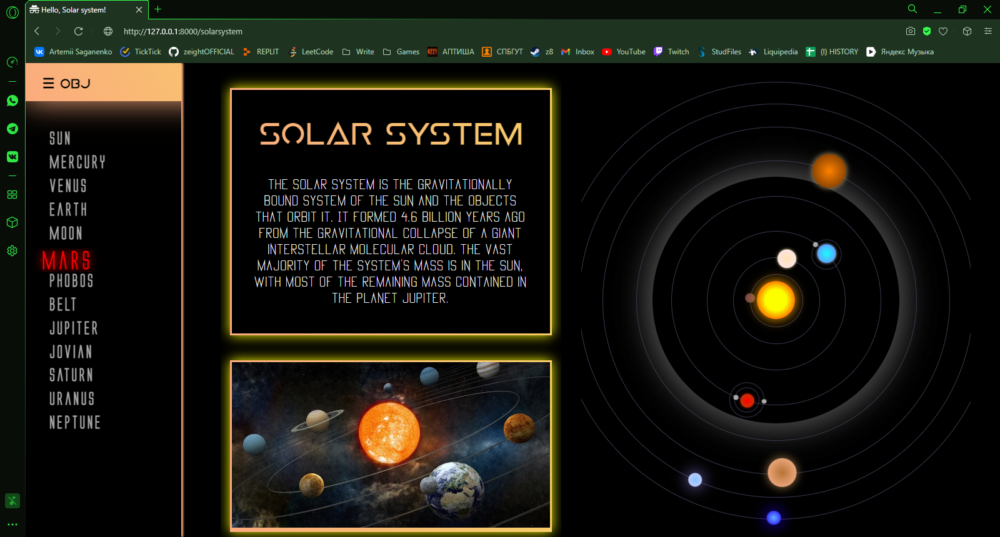 Hello, Solar system!
http://127.0.0.1:8000/solarsystem
Artemii Saganenko TickTick zeightOFFICIAL REPLIT LeetCode Write Games 4221 АПТИША СПБГУТ z8 Inbox YouTube Twitch StudFiles Liquipedia (I) HISTORY Яндекс Музыка
OBJ
SUN
MERCURY
VENUS
EARTH
MOON
MARS
PHOBOS
BELT
JUPITER
JOVIAN
SATURN
URANUS
NEPTUNE
SOLAR SYSTEM
THE SOLAR SYSTEM IS THE GRAVITATIONALLY
BOUND SYSTEM OF THE SUN AND THE OBJECTS
THAT ORBIT IT. IT FORMED 4.6 BILLION YEARS AGO
FROM THE GRAVITATIONAL COLLAPSE OF A GIANT
INTERSTELLAR MOLECULAR CLOUD. THE VAST
MAJORITY OF THE SYSTEM'S MASS IS IN THE SUN,
WITH MOST OF THE REMAINING MASS CONTAINED IN
THE PLANET JUPITER.